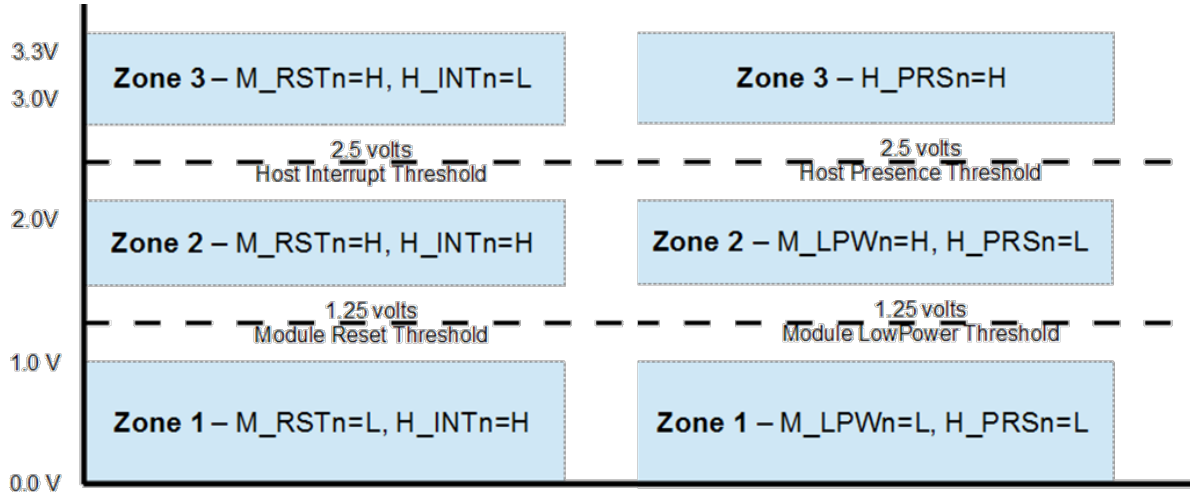 3.3V
Zone 3 – M_RSTn=H, H_INTn=L
Zone 3 – H_PRSn=H
3.0V
2.5 volts
Host Interrupt Threshold
2.5 volts
Host Presence Threshold
2.0V
Zone 2 – M_RSTn=H, H_INTn=H
Zone 2 – M_LPWn=H, H_PRSn=L
1.25 volts
Module Reset Threshold
1.25 volts
Module LowPower Threshold
1.0 V
Zone 1 – M_RSTn=L, H_INTn=H
Zone 1 – M_LPWn=L, H_PRSn=L
0.0 V